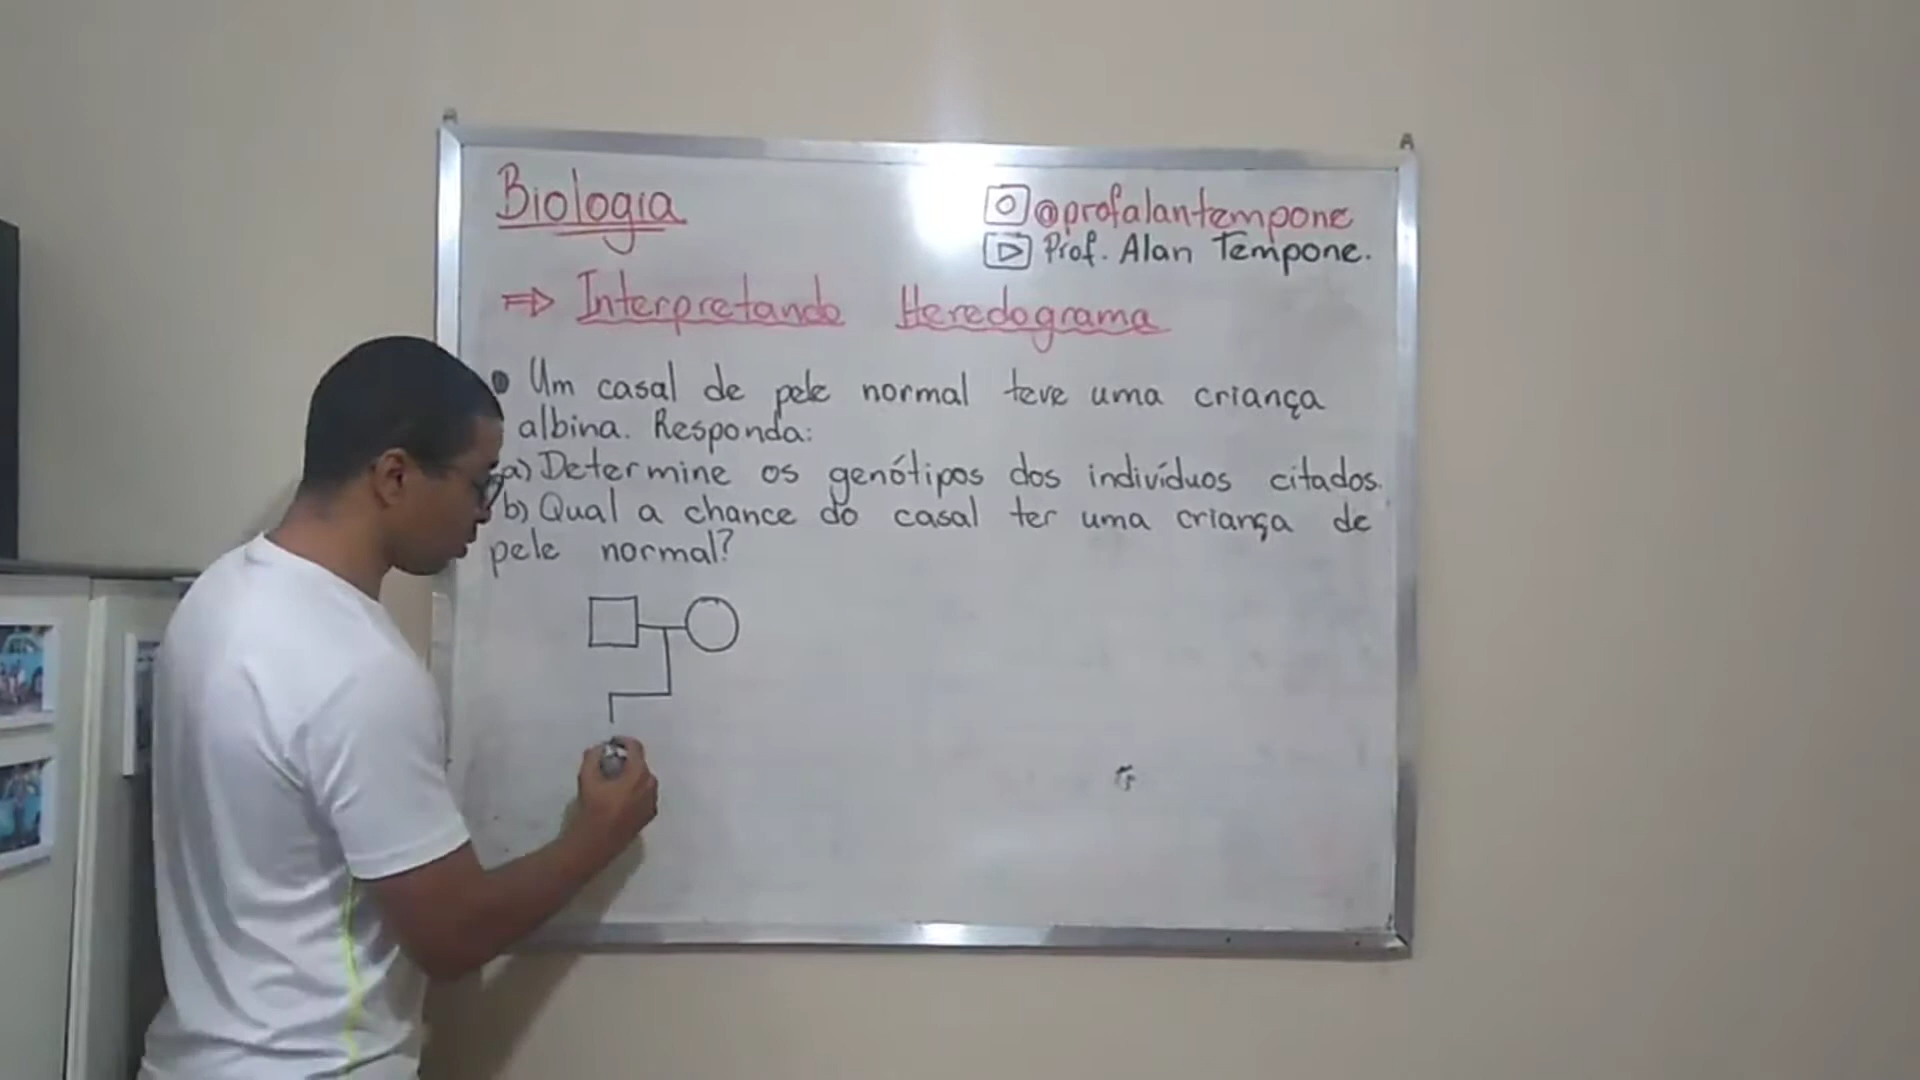 Biologia
@profalantempone
Prof. Alan Tempone.
⇒ Interpretando Heredograma
• Um casal de pele normal teve uma criança
albina. Responda:
a) Determine os genótipos dos indivíduos citados.
b) Qual a chance do casal ter uma criança de
pele normal?